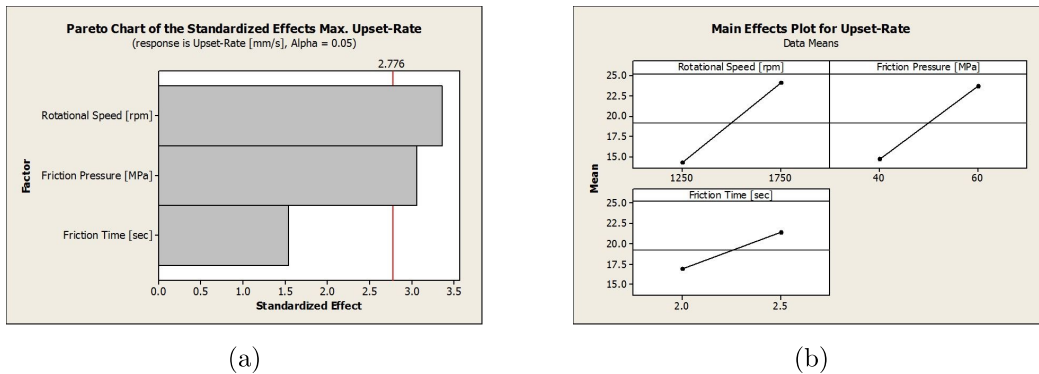 Pareto Chart of the Standardized Effects Max. Upset-Rate
(response is Upset-Rate [mm/s], Alpha = 0.05)
2.776
Factor
Rotational Speed [rpm]
Friction Pressure [MPa]
Friction Time [sec]
0.0 0.5 1.0 1.5 2.0 2.5 3.0 3.5
Standardized Effect
(a)
Main Effects Plot for Upset-Rate
Data Means
Mean
Rotational Speed [rpm] Friction Pressure [MPa]
25.0
22.5
20.0
17.5
15.0
1250 1750 40 60
Friction Time [sec]
25.0
22.5
20.0
17.5
15.0
2.0 2.5
(b)